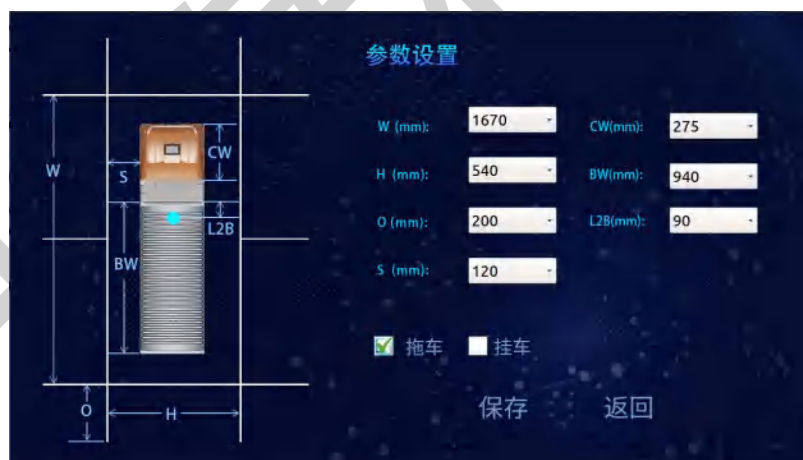 参数设置
W (mm): 1670 CW(mm): 275
H (mm): 540 BW(mm): 940
O (mm): 200 L2B(mm): 90
S (mm): 120
拖车 挂车
保存 返回
W
S
CW
L2B
BW
O
H